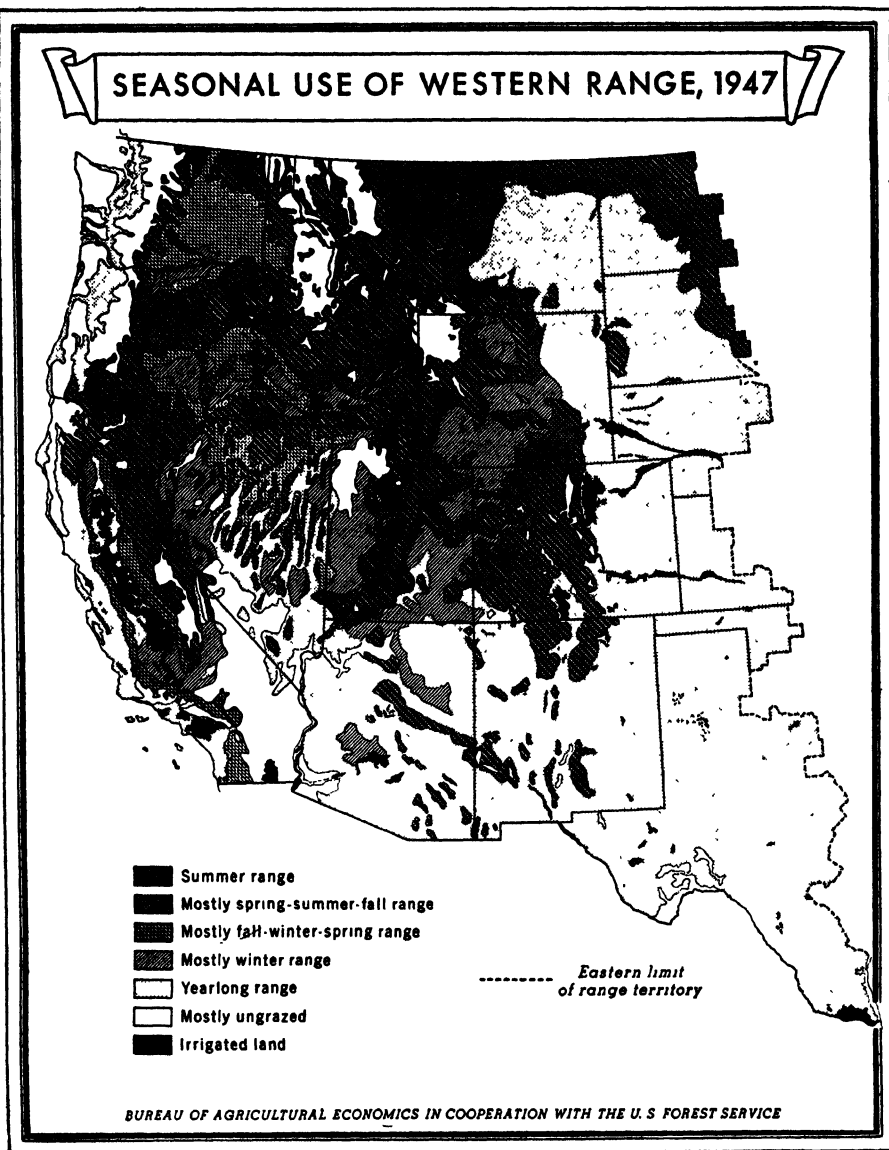 SEASONAL USE OF WESTERN RANGE, 1947
Summer range
Mostly spring-summer-fall range
Mostly fall-winter-spring range
Mostly winter range
Yearlong range
Mostly ungrazed
Irrigated land
Eastern limit
of range territory
BUREAU OF AGRICULTURAL ECONOMICS IN COOPERATION WITH THE U. S FOREST SERVICE